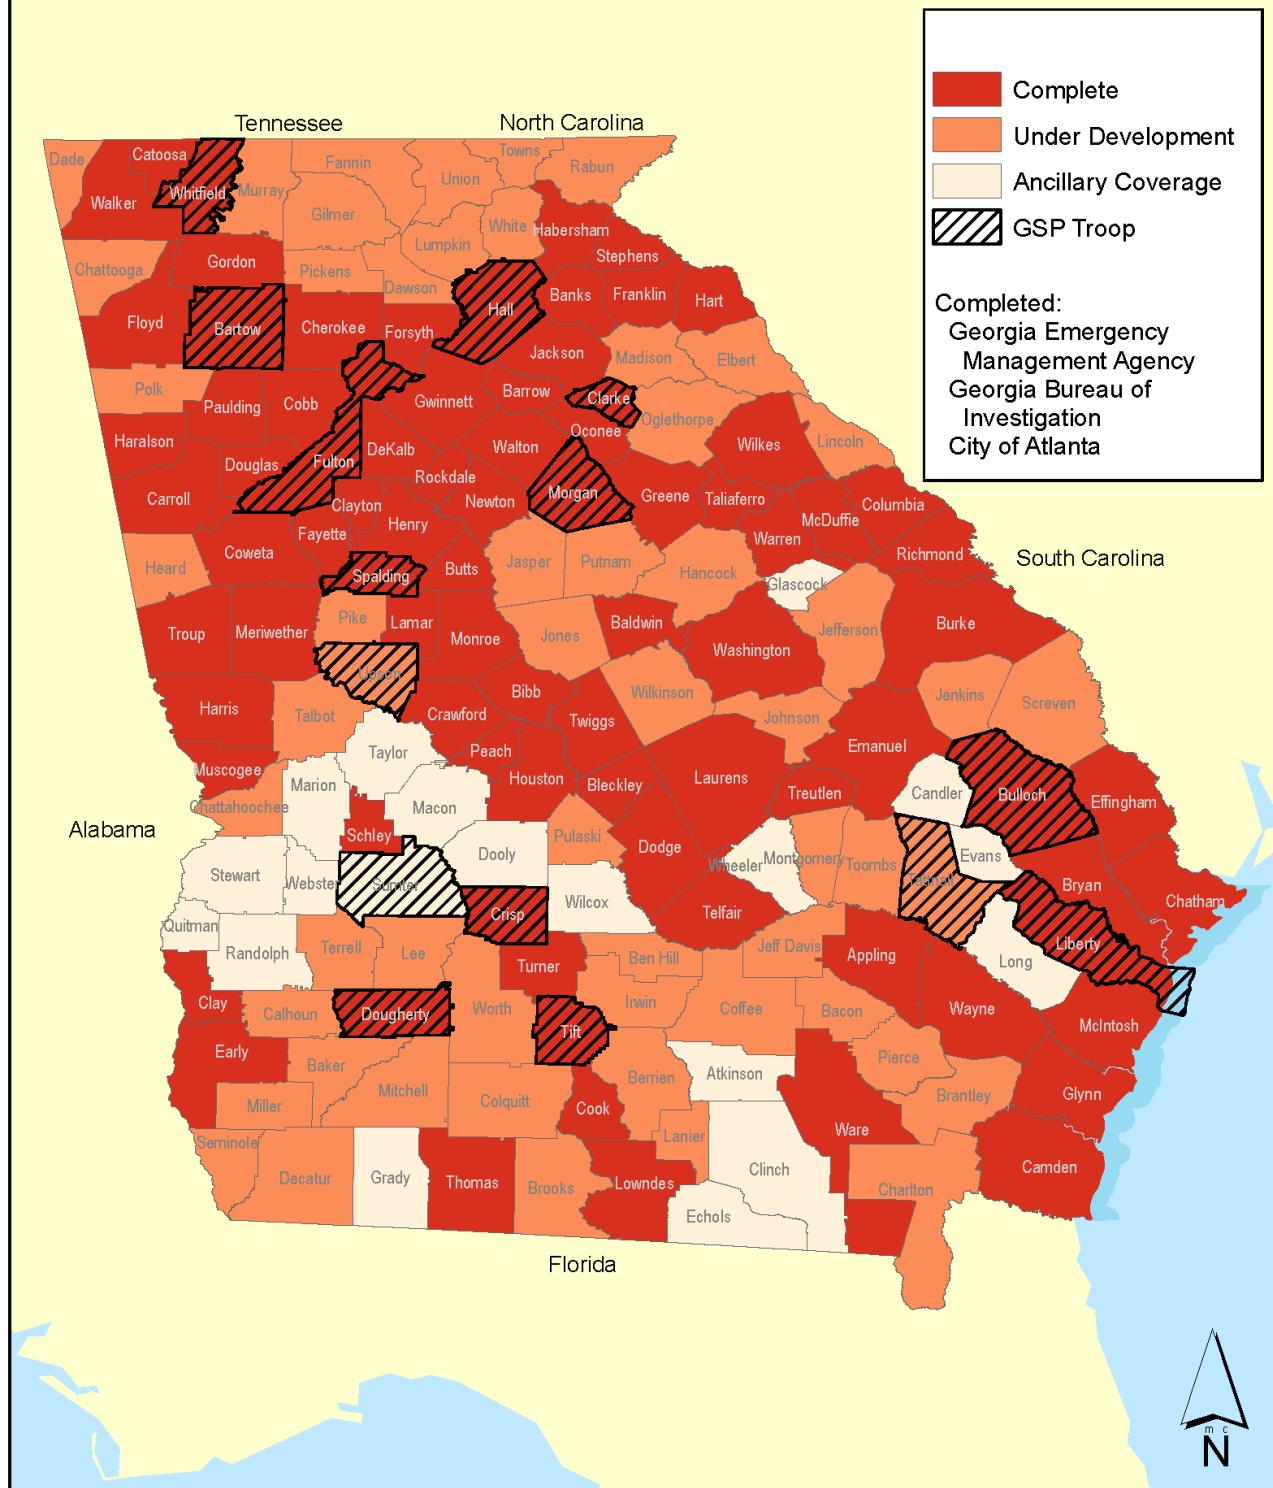 Complete
Under Development
Ancillary Coverage
GSP Troop
Completed:
Georgia Emergency
Management Agency
Georgia Bureau of
Investigation
City of Atlanta
Tennessee
North Carolina
South Carolina
Alabama
Florida
Dade
Catoosa
Whitfield
Murray
Fannin
Union
Towns
Rabun
Walker
Gilmer
White
Habersham
Lumpkin
Stephens
Chattooga
Gordon
Pickens
Dawson
Hall
Banks
Franklin
Hart
Floyd
Bartow
Cherokee
Forsyth
Jackson
Madison
Elbert
Polk
Paulding
Cobb
Gwinnett
Barrow
Clarke
Oglethorpe
Oconee
Wilkes
Lincoln
Haralson
Douglas
Fulton
DeKalb
Walton
Rockdale
Carroll
Clayton
Newton
Morgan
Greene
Taliaferro
McDuffie
Columbia
Fayette
Henry
Warren
Coweta
Richmond
Heard
Spalding
Butts
Jasper
Putnam
Hancock
Glascock
Troup
Meriwether
Pike
Lamar
Monroe
Jones
Baldwin
Washington
Jefferson
Burke
Upson
Wilkinson
Jenkins
Screven
Harris
Talbot
Crawford
Bibb
Twiggs
Johnson
Emanuel
Muscogee
Taylor
Peach
Houston
Bleckley
Laurens
Treutlen
Candler
Bulloch
Effingham
Chattahoochee
Marion
Macon
Schley
Pulaski
Dodge
Wheeler
Montgomery
Toombs
Tattnall
Evans
Bryan
Chatham
Stewart
Webster
Sumter
Dooly
Wilcox
Crisp
Telfair
Quitman
Randolph
Terrell
Lee
Turner
Ben Hill
Jeff Davis
Appling
Long
Liberty
Clay
Calhoun
Dougherty
Worth
Tift
Irwin
Coffee
Bacon
Wayne
McIntosh
Early
Baker
Mitchell
Berrien
Atkinson
Pierce
Brantley
Glynn
Miller
Colquitt
Cook
Lanier
Ware
Seminole
Decatur
Grady
Thomas
Brooks
Lowndes
Clinch
Echols
Charlton
Camden
m c
N